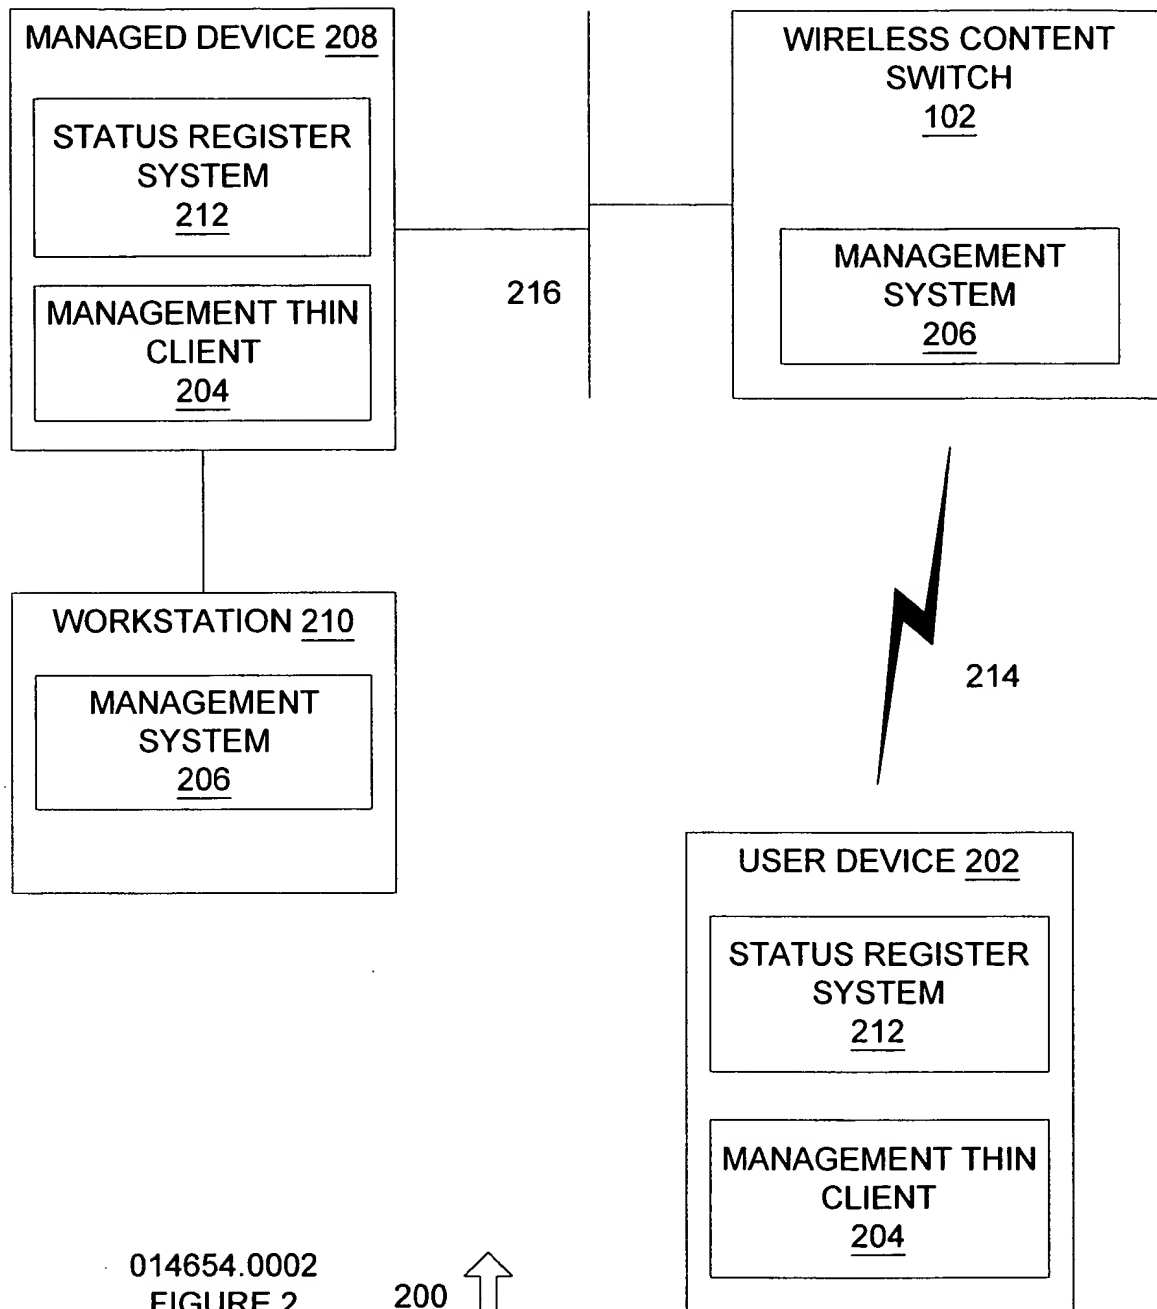 MANAGED DEVICE 208
STATUS REGISTER
SYSTEM
212
MANAGEMENT THIN
CLIENT
204
216
WIRELESS CONTENT
SWITCH
102
MANAGEMENT
SYSTEM
206
WORKSTATION 210
MANAGEMENT
SYSTEM
206
214
USER DEVICE 202
STATUS REGISTER
SYSTEM
212
MANAGEMENT THIN
CLIENT
204
014654.0002
FIGURE 2
200